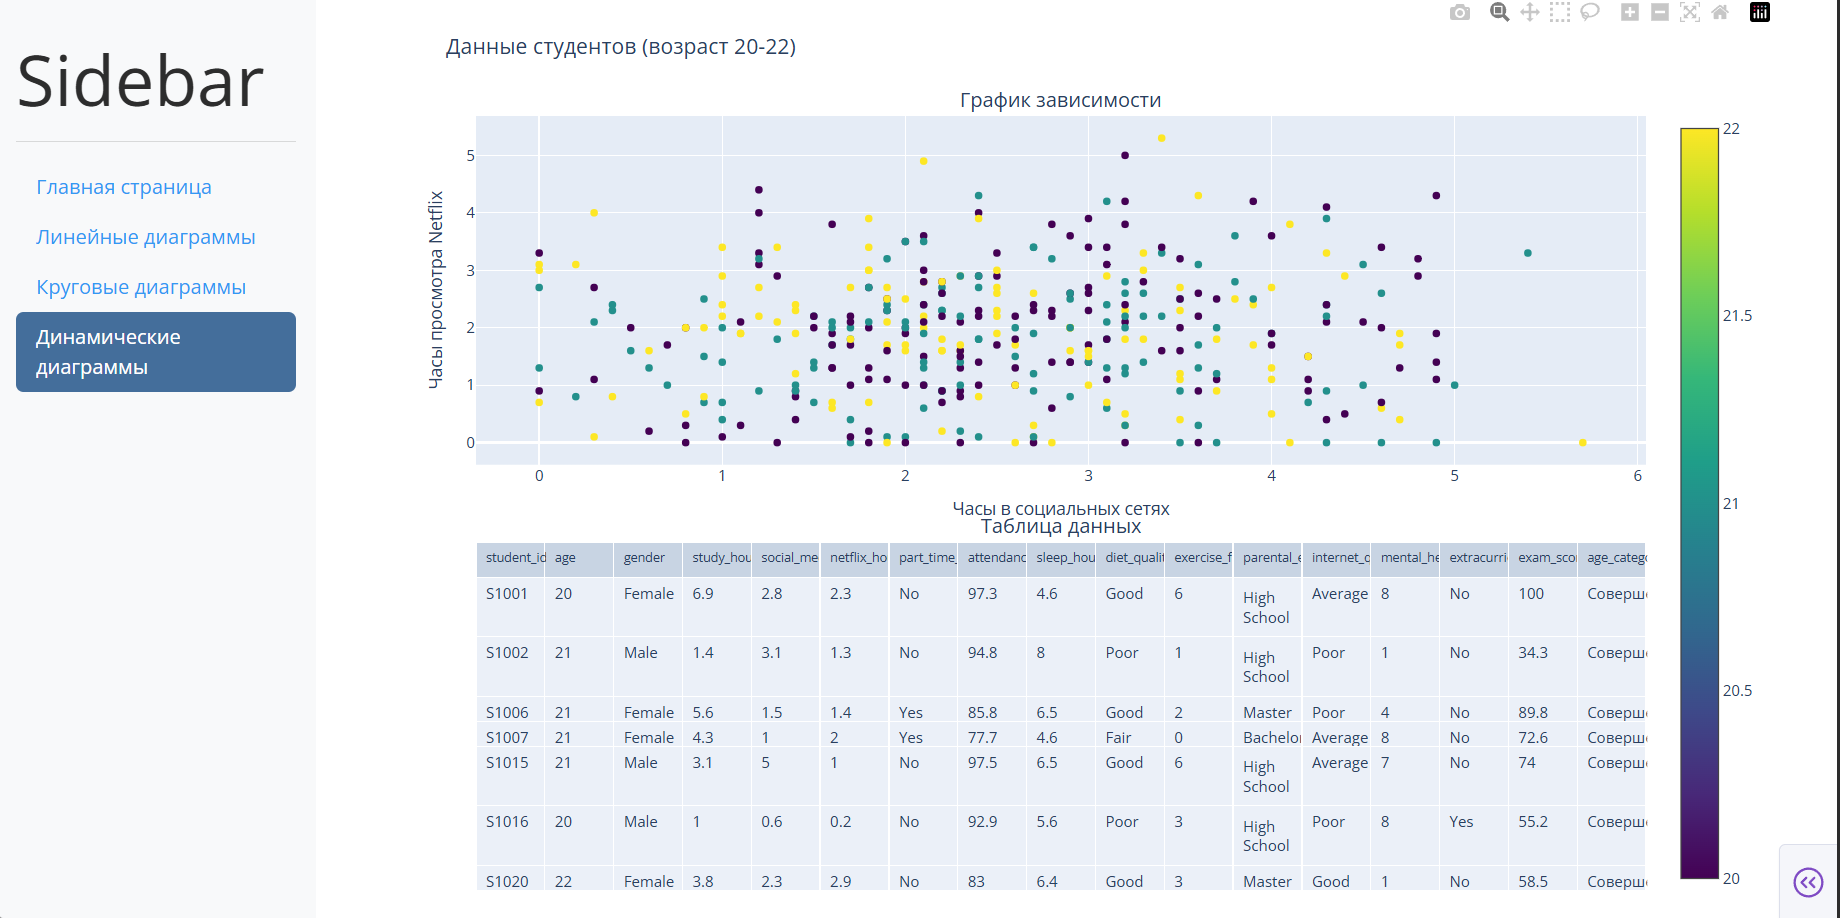 Sidebar
Главная страница
Линейные диаграммы
Круговые диаграммы
Динамические
диаграммы
Данные студентов (возраст 20-22)
График зависимости
Часы просмотра Netflix
5
4
3
2
1
0
0 1 2 3 4 5 6
Часы в социальных сетях
22
21.5
21
20.5
20
Таблица данных
student_id age gender study_hou social_me netflix_ho part_time_ attendanc sleep_hou diet_qualit exercise_f parental_e internet_q mental_he extracurri exam_sco age_catego
S1001 20 Female 6.9 2.8 2.3 No 97.3 4.6 Good 6 High School Average 8 No 100 Соверш
S1002 21 Male 1.4 3.1 1.3 No 94.8 8 Poor 1 High School Poor 1 No 34.3 Соверш
S1006 21 Female 5.6 1.5 1.4 Yes 85.8 6.5 Good 2 Master Poor 4 No 89.8 Соверш
S1007 21 Female 4.3 1 2 Yes 77.7 4.6 Fair 0 Bachelor Average 8 No 72.6 Соверш
S1015 21 Male 3.1 5 1 No 97.5 6.5 Good 6 High School Average 7 No 74 Соверш
S1016 20 Male 1 0.6 0.2 No 92.9 5.6 Poor 3 High School Poor 8 Yes 55.2 Соверш
S1020 22 Female 3.8 2.3 2.9 No 83 6.4 Good 3 Master Good 1 No 58.5 Соверш